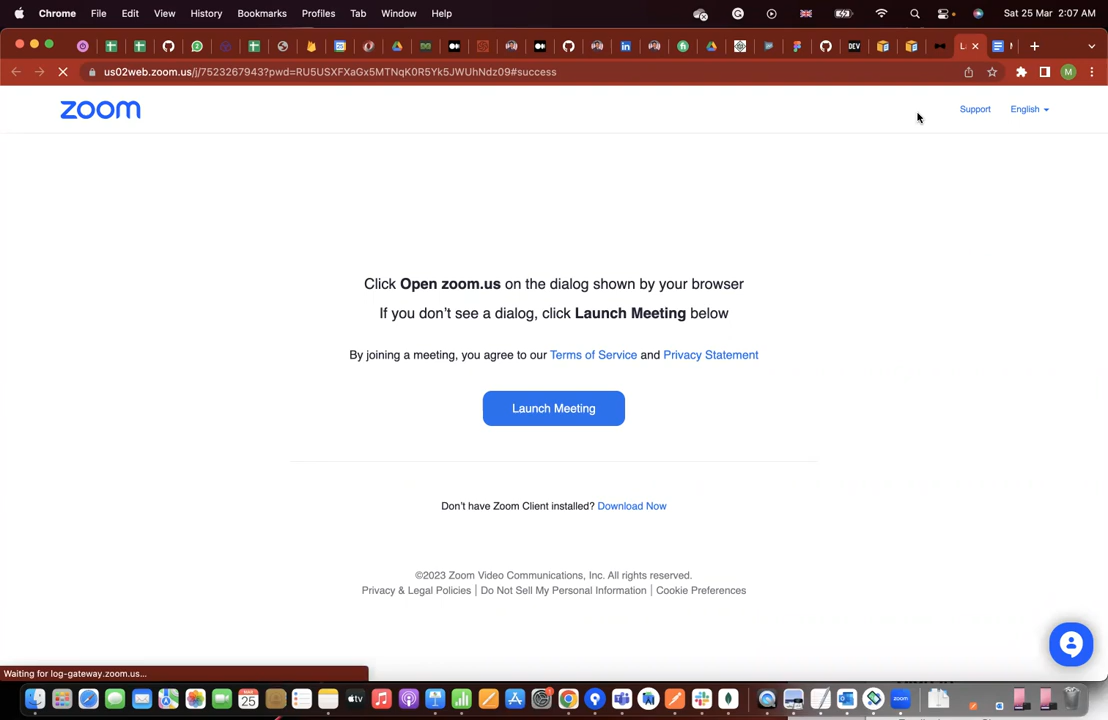 Chrome File Edit View History Bookmarks Profiles Tab Window Help Sat 25 Mar 2:07 AM
us02web.zoom.us/j/7523267943?pwd=RU5USXFXaGx5MTNqK0R5Yk5JWUhNdz09#success
zoom Support English
Click Open zoom.us on the dialog shown by your browser
If you don't see a dialog, click Launch Meeting below
By joining a meeting, you agree to our Terms of Service and Privacy Statement
Launch Meeting
Don't have Zoom Client installed? Download Now
©2023 Zoom Video Communications, Inc. All rights reserved.
Privacy & Legal Policies | Do Not Sell My Personal Information | Cookie Preferences
Waiting for log-gateway.zoom.us...